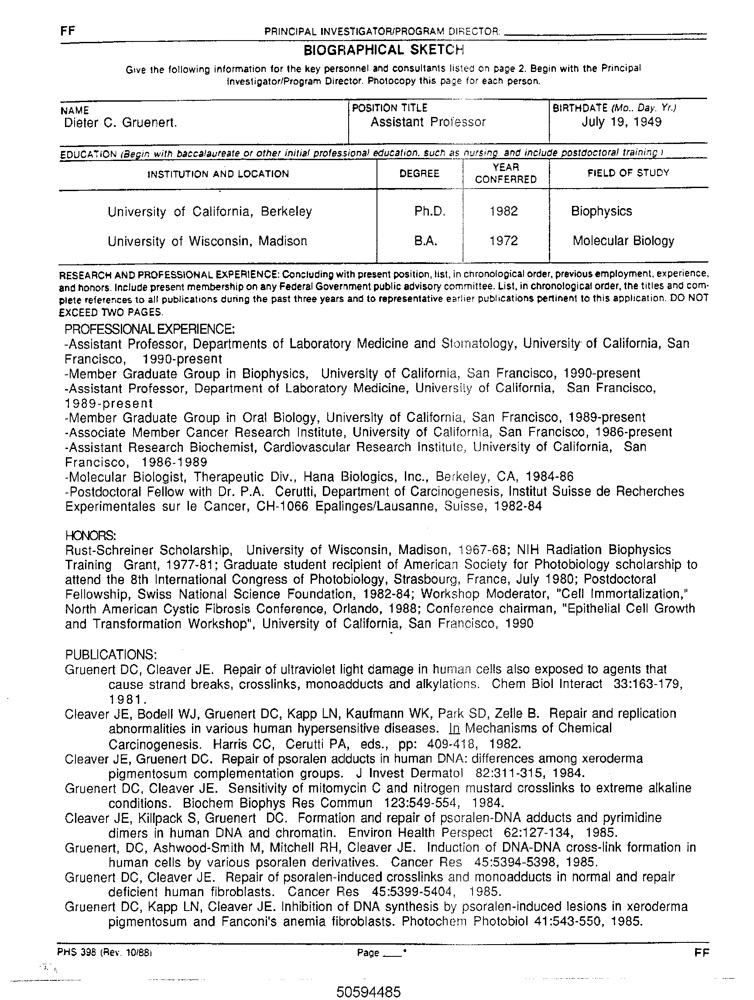 FF PRINCIPAL INVESTIGATOR/PROGRAM DIRECTOR:
BIOGRAPHICAL SKETCH
Give the following information for the key personnel and consultants listed on page 2. Begin with the Principal
Investigator/Program Director. Photocopy this page for each person.
NAME POSITION TITLE BIRTHDATE (Mo., Day, Yr.)
Dieter C. Gruenert. Assistant Professor July 19, 1949
EDUCATION (Begin with baccalaureate or other initial professional education, such as nursing, and include postdoctoral training.)
INSTITUTION AND LOCATION DEGREE YEAR CONFERRED FIELD OF STUDY
University of California, Berkeley Ph.D. 1982 Biophysics
University of Wisconsin, Madison B.A. 1972 Molecular Biology
RESEARCH AND PROFESSIONAL EXPERIENCE: Concluding with present position, list, in chronological order, previous employment, experience,
and honors. Include present membership on any Federal Government public advisory committee. List, in chronological order, the titles and com-
plete references to all publications during the past three years and to representative earlier publications pertinent to this application. DO NOT
EXCEED TWO PAGES.
PROFESSIONAL EXPERIENCE:
-Assistant Professor, Departments of Laboratory Medicine and Stomatology, University of California, San
Francisco, 1990-present
-Member Graduate Group in Biophysics, University of California, San Francisco, 1990-present
-Assistant Professor, Department of Laboratory Medicine, University of California, San Francisco,
1989-present
-Member Graduate Group in Oral Biology, University of California, San Francisco, 1989-present
-Associate Member Cancer Research Institute, University of California, San Francisco, 1986-present
-Assistant Research Biochemist, Cardiovascular Research Institute, University of California, San
Francisco, 1986-1989
-Molecular Biologist, Therapeutic Div., Hana Biologics, Inc., Berkeley, CA, 1984-86
-Postdoctoral Fellow with Dr. P.A. Cerutti, Department of Carcinogenesis, Institut Suisse de Recherches
Experimentales sur le Cancer, CH-1066 Epalinges/Lausanne, Suisse, 1982-84
HONORS:
Rust-Schreiner Scholarship, University of Wisconsin, Madison, 1967-68; NIH Radiation Biophysics
Training Grant, 1977-81; Graduate student recipient of American Society for Photobiology scholarship to
attend the 8th International Congress of Photobiology, Strasbourg, France, July 1980; Postdoctoral
Fellowship, Swiss National Science Foundation, 1982-84; Workshop Moderator, "Cell Immortalization,"
North American Cystic Fibrosis Conference, Orlando, 1988; Conference chairman, "Epithelial Cell Growth
and Transformation Workshop", University of California, San Francisco, 1990
PUBLICATIONS:
Gruenert DC, Cleaver JE. Repair of ultraviolet light damage in human cells also exposed to agents that
cause strand breaks, crosslinks, monoadducts and alkylations. Chem Biol Interact 33:163-179,
1981.
Cleaver JE, Bodell WJ, Gruenert DC, Kapp LN, Kaufmann WK, Park SD, Zelle B. Repair and replication
abnormalities in various human hypersensitive diseases. In Mechanisms of Chemical
Carcinogenesis. Harris CC, Cerutti PA, eds., pp: 409-418, 1982.
Cleaver JE, Gruenert DC. Repair of psoralen adducts in human DNA: differences among xeroderma
pigmentosum complementation groups. J Invest Dermatol 82:311-315, 1984.
Gruenert DC, Cleaver JE. Sensitivity of mitomycin C and nitrogen mustard crosslinks to extreme alkaline
conditions. Biochem Biophys Res Commun 123:549-554, 1984.
Cleaver JE, Killpack S, Gruenert DC. Formation and repair of psoralen-DNA adducts and pyrimidine
dimers in human DNA and chromatin. Environ Health Perspect 62:127-134, 1985.
Gruenert, DC, Ashwood-Smith M, Mitchell RH, Cleaver JE. Induction of DNA-DNA cross-link formation in
human cells by various psoralen derivatives. Cancer Res 45:5394-5398, 1985.
Gruenert DC, Cleaver JE. Repair of psoralen-induced crosslinks and monoadducts in normal and repair
deficient human fibroblasts. Cancer Res 45:5399-5404, 1985.
Gruenert DC, Kapp LN, Cleaver JE. Inhibition of DNA synthesis by psoralen-induced lesions in xeroderma
pigmentosum and Fanconi's anemia fibroblasts. Photochem Photobiol 41:543-550, 1985.
PHS 398 (Rev. 10/88) Page ___* FF
50594485